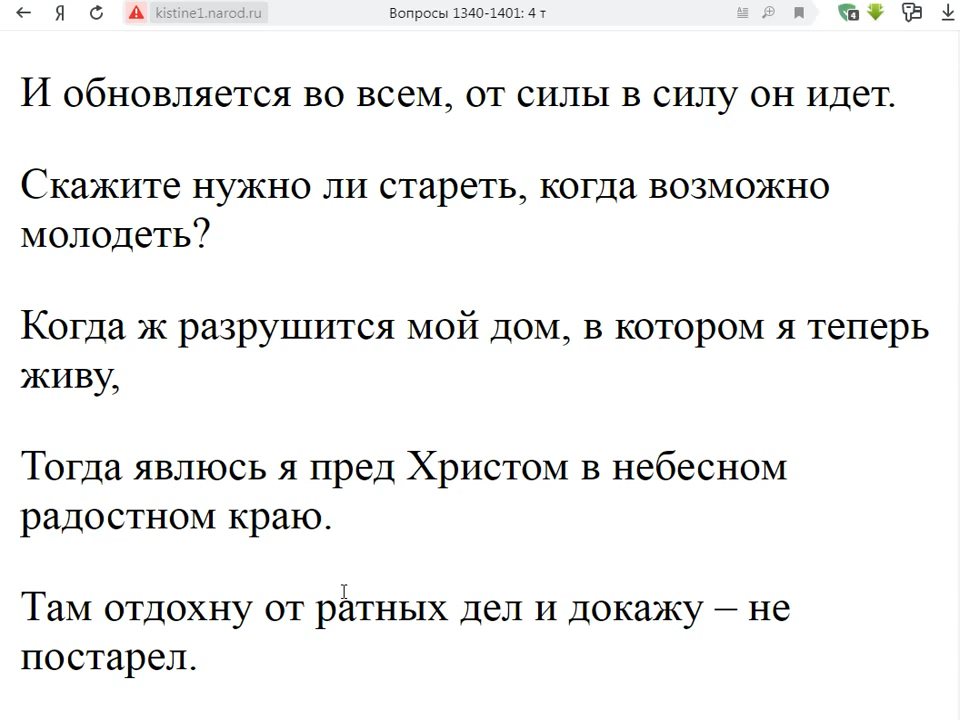 Я
kistine1.narod.ru
Вопросы 1340-1401: 4 т
4
И обновляется во всем, от силы в силу он идет.
Скажите нужно ли стареть, когда возможно
молодеть?
Когда ж разрушится мой дом, в котором я теперь
живу,
Тогда явлюсь я пред Христом в небесном
радостном краю.
Там отдохну от ратных дел и докажу – не
постарел.